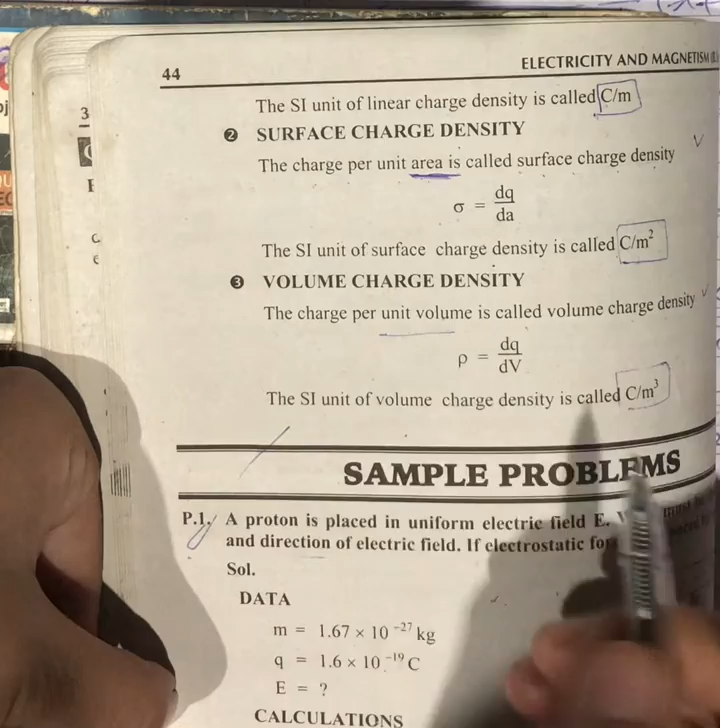 44
ELECTRICITY AND MAGNETISM
The SI unit of linear charge density is called C/m
❷ SURFACE CHARGE DENSITY
The charge per unit area is called surface charge density
σ = dq/da
The SI unit of surface charge density is called C/m²
❸ VOLUME CHARGE DENSITY
The charge per unit volume is called volume charge density
ρ = dq/dV
The SI unit of volume charge density is called C/m³
SAMPLE PROBLEMS
P.1. A proton is placed in uniform electric field E. must
and direction of electric field. If electrostatic
Sol.
DATA
m = 1.67 × 10⁻²⁷ kg
q = 1.6 × 10⁻¹⁹ C
E = ?
CALCULATIONS